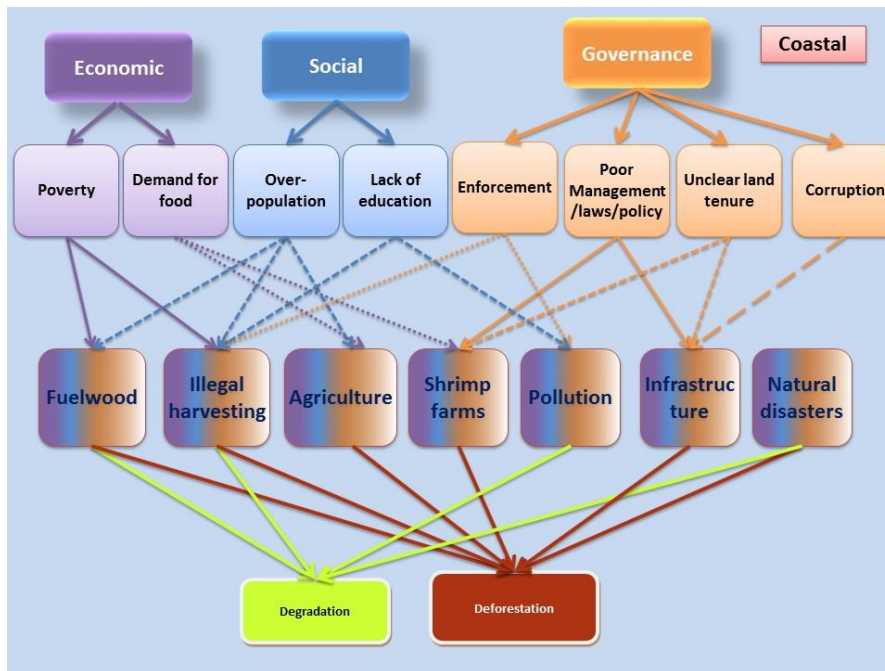 Economic
Social
Governance
Coastal
Poverty
Demand for
food
Over-
population
Lack of
education
Enforcement
Poor
Management
/laws/policy
Unclear land
tenure
Corruption
Fuelwood
Illegal
harvesting
Agriculture
Shrimp
farms
Pollution
Infrastruc
ture
Natural
disasters
Degradation
Deforestation